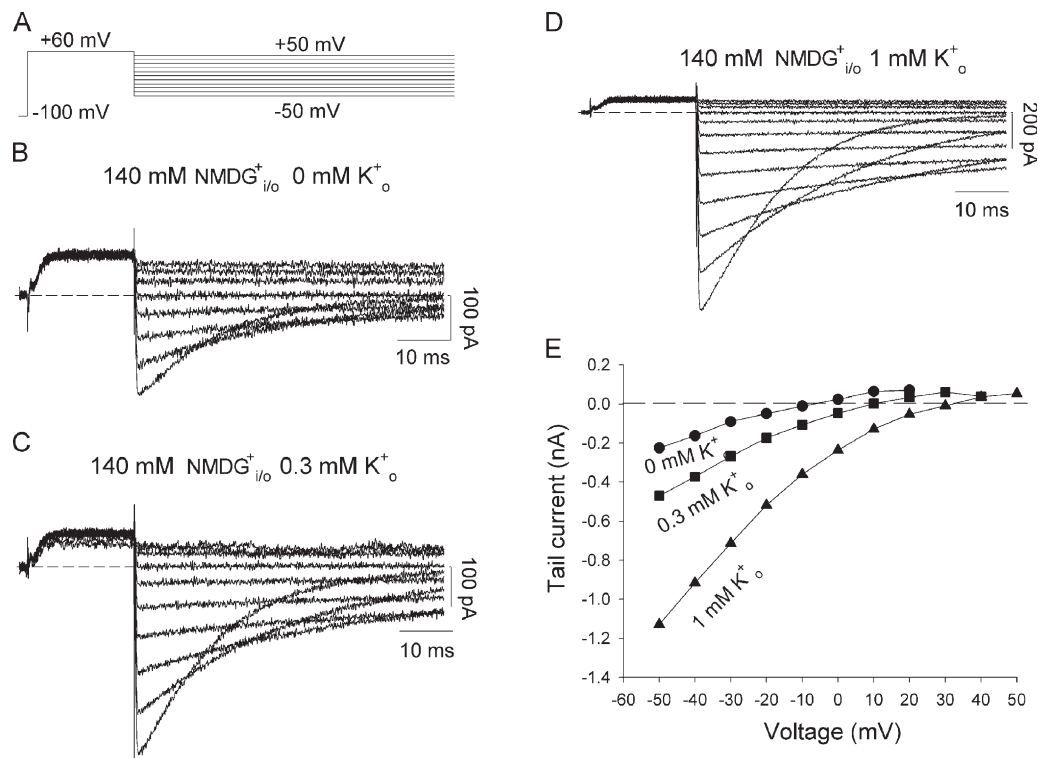 A
+60 mV
+50 mV
-100 mV
-50 mV
B
140 mM NMDG⁺i/o 0 mM K⁺o
100 pA
10 ms
C
140 mM NMDG⁺i/o 0.3 mM K⁺o
100 pA
10 ms
D
140 mM NMDG⁺i/o 1 mM K⁺o
200 pA
10 ms
E
0.2
0.0
-0.2
-0.4
-0.6
-0.8
-1.0
-1.2
-1.4
Tail current (nA)
0 mM K⁺o
0.3 mM K⁺o
1 mM K⁺o
-60 -50 -40 -30 -20 -10 0 10 20 30 40 50
Voltage (mV)